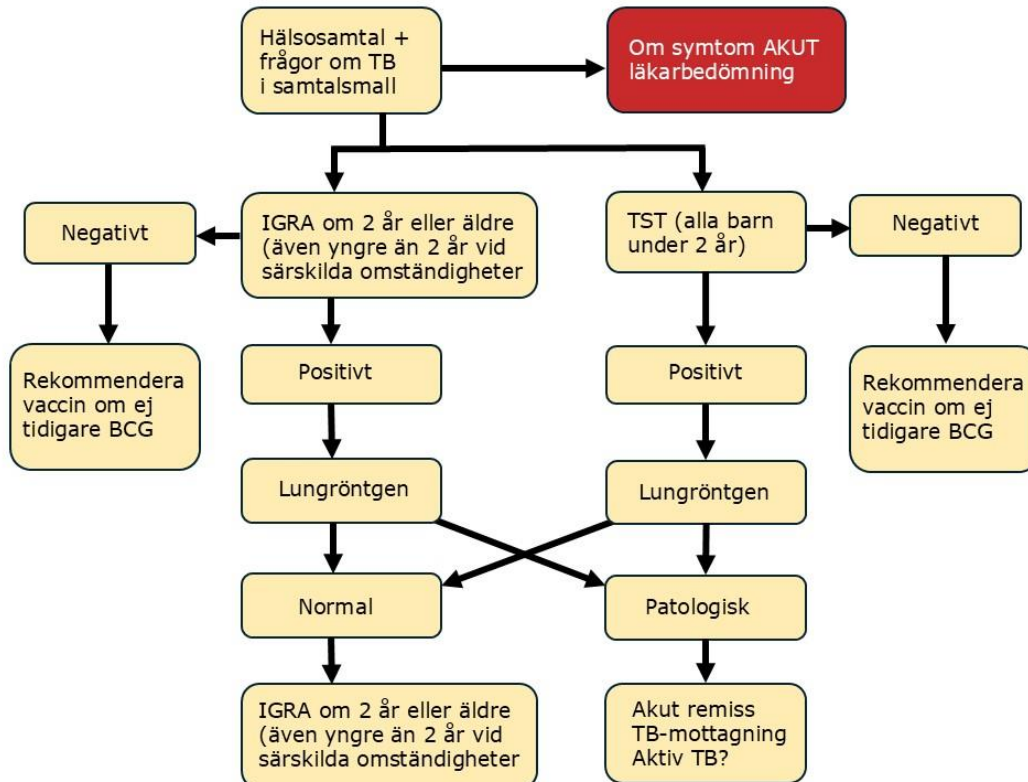 Hälsosamtal +
frågor om TB
i samtalsmall
Om symtom AKUT
läkarbedömning
Negativt
IGRA om 2 år eller äldre
(även yngre än 2 år vid
särskilda omständigheter
TST (alla barn
under 2 år)
Negativt
Rekommendera
vaccin om ej
tidigare BCG
Positivt
Positivt
Rekommendera
vaccin om ej
tidigare BCG
Lungröntgen
Lungröntgen
Normal
Patologisk
IGRA om 2 år eller äldre
(även yngre än 2 år vid
särskilda omständigheter
Akut remiss
TB-mottagning
Aktiv TB?